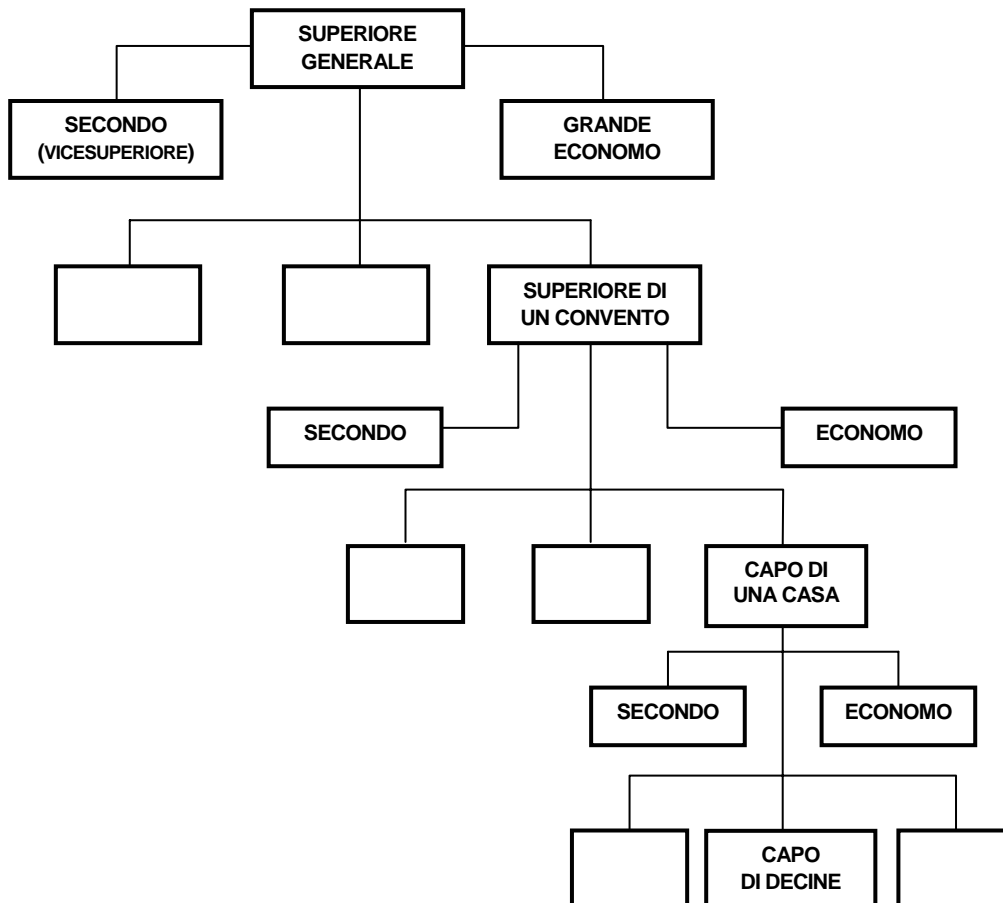 SUPERIORE
GENERALE
SECONDO
(VICESUPERIORE)
GRANDE
ECONOMO
SUPERIORE DI
UN CONVENTO
SECONDO
ECONOMO
CAPO DI
UNA CASA
SECONDO
ECONOMO
CAPO
DI DECINE